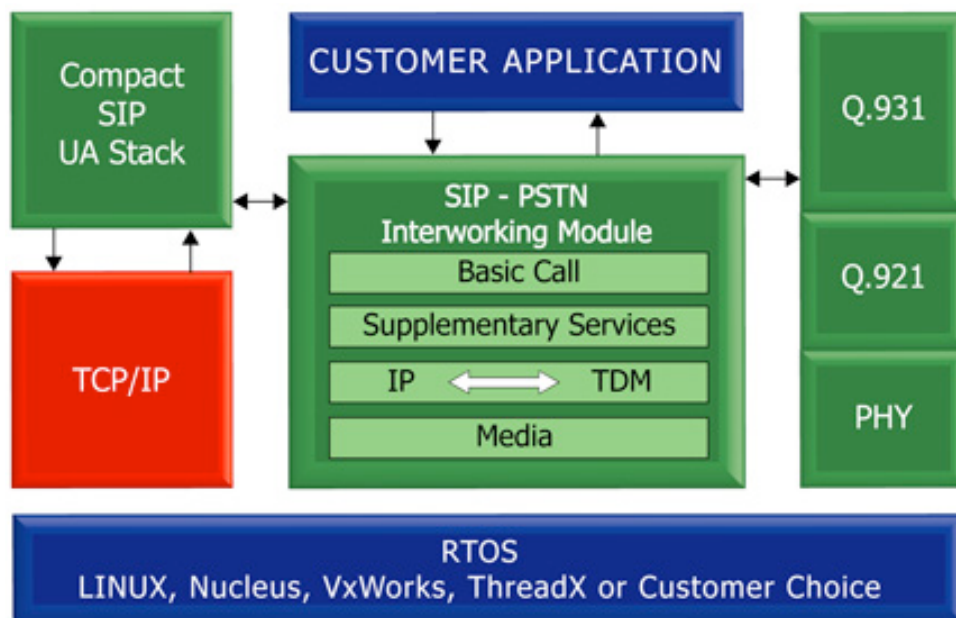 Compact
SIP
UA Stack
CUSTOMER APPLICATION
Q.931
SIP - PSTN
Interworking Module
Basic Call
Supplementary Services
IP TDM
Media
Q.921
PHY
TCP/IP
RTOS
LINUX, Nucleus, VxWorks, ThreadX or Customer Choice